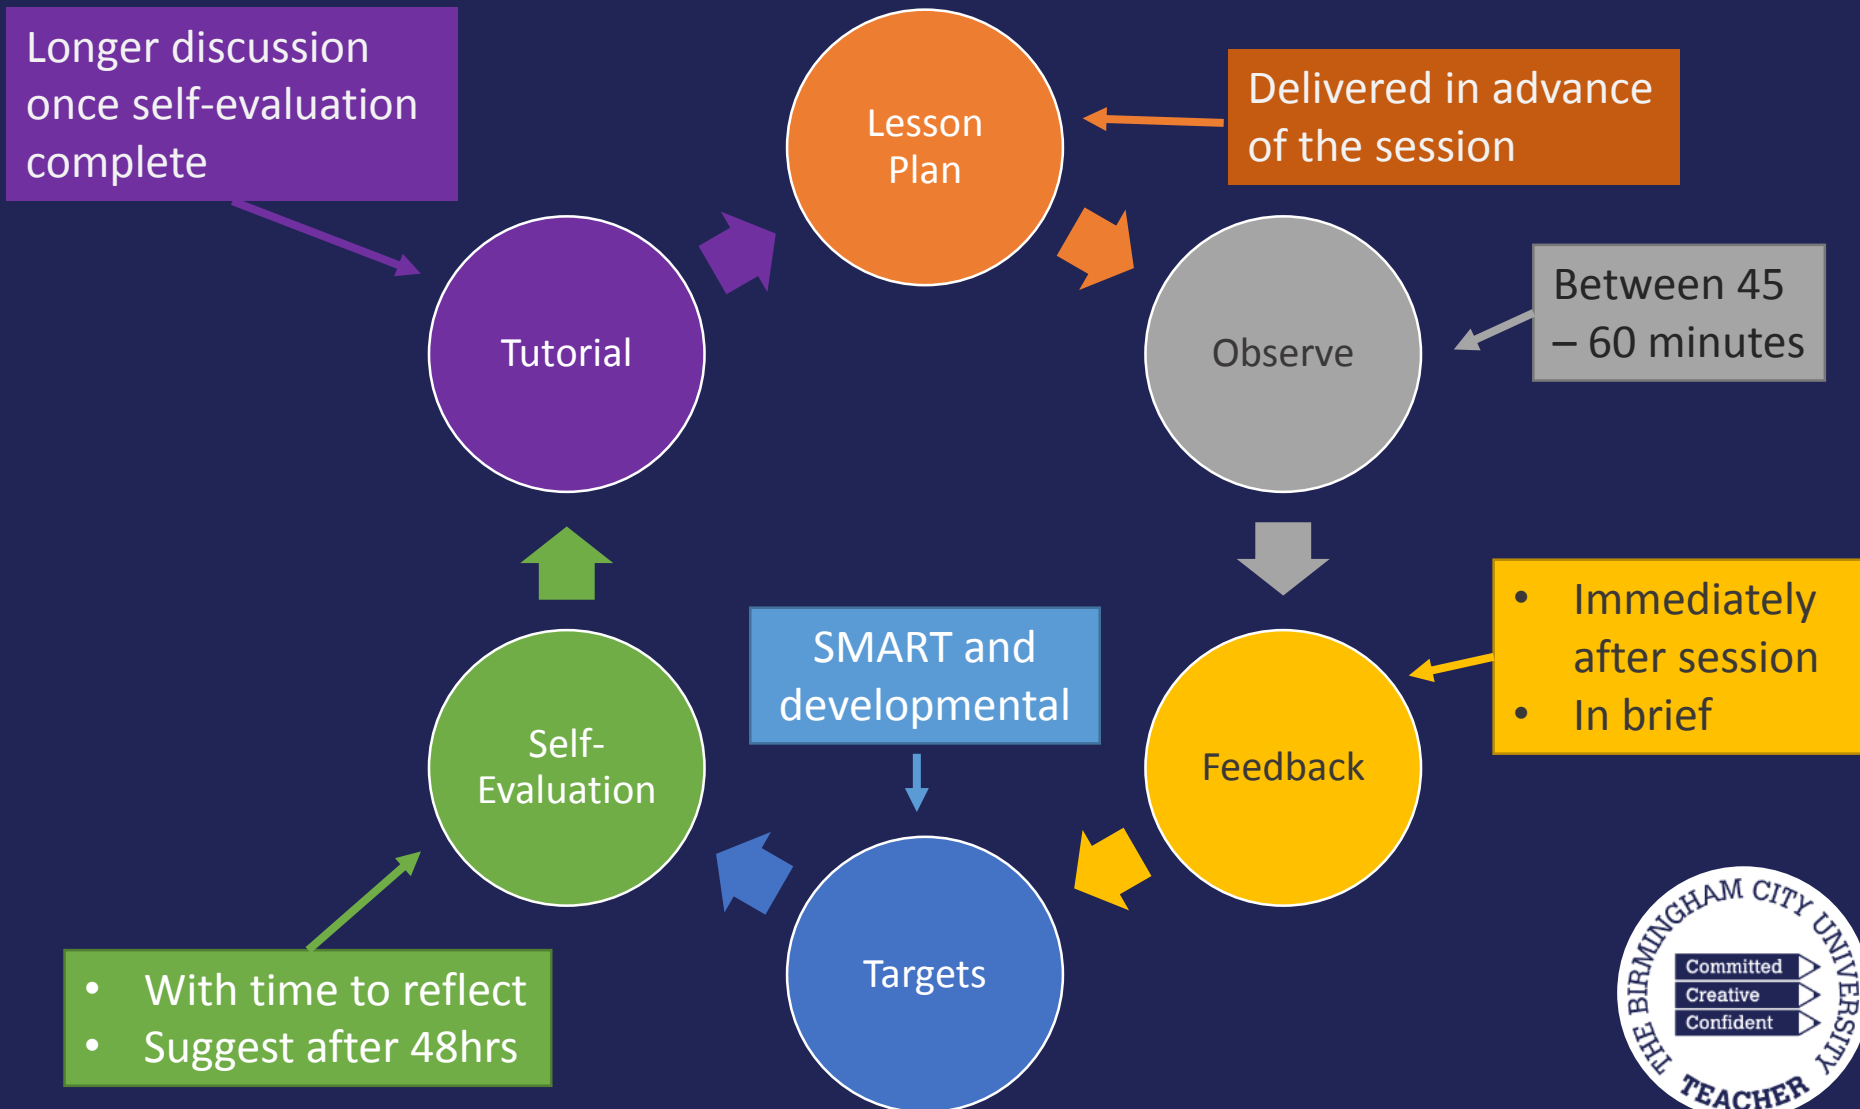 Longer discussion
once self-evaluation
complete
Lesson
Plan
Delivered in advance
of the session
Tutorial
Observe
Between 45
– 60 minutes
SMART and
developmental
• Immediately
after session
• In brief
Self-
Evaluation
Feedback
Targets
• With time to reflect
• Suggest after 48hrs
THE BIRMINGHAM CITY UNIVERSITY
Committed
Creative
Confident
TEACHER